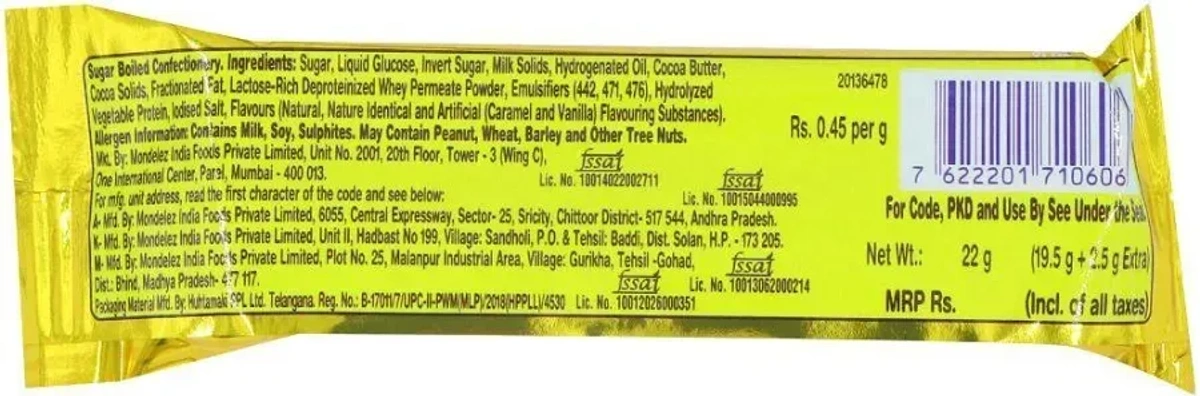 Sugar Boiled Confectionery. Ingredients: Sugar, Liquid Glucose, Invert Sugar, Milk Solids, Hydrogenated Oil, Cocoa Butter,
Cocoa Solids, Fractionated Fat, Lactose-Rich Deproteinized Whey Permeate Powder, Emulsifiers (442, 471, 476), Hydrolyzed
Vegetable Protein, Iodised Salt, Flavours (Natural, Nature Identical and Artificial (Caramel and Vanilla) Flavouring Substances).
Allergen Information: Contains Milk, Soy, Sulphites. May Contain Peanut, Wheat, Barley and Other Tree Nuts.
Mkt. By: Mondelez India Foods Private Limited, Unit No. 2001, 20th Floor, Tower - 3 (Wing C),
One International Center, Parel, Mumbai - 400 013.
fssai
Lic. No. 10014022002711
For mfg. unit address, read the first character of the code and see below:
fssai
Lic. No. 10015044000995
A- Mfd. By: Mondelez India Foods Private Limited, 6055, Central Expressway, Sector- 25, Sricity, Chittoor District- 517 544, Andhra Pradesh.
K- Mfd. By: Mondelez India Foods Private Limited, Unit II, Hadbast No 199, Village: Sandholi, P.O. & Tehsil: Baddi, Dist. Solan, H.P. - 173 205.
M- Mfd. By: Mondelez India Foods Private Limited, Plot No. 25, Malanpur Industrial Area, Village: Gurikha, Tehsil -Gohad,
Dist.: Bhind, Madhya Pradesh- 477 117.
fssai
Lic. No. 10013062000214
fssai
Packaging Material Mfd. By: Huhtamaki PPL Ltd. Telangana. Reg. No.: B-17011/7/UPC-II-PWM(MLP)/2018(HPPLL)/4530 Lic. No. 10012026000351
20136478
Rs. 0.45 per g
7 622201 710606
For Code, PKD and Use By See Under the Seal
Net Wt.: 22 g (19.5 g + 2.5 g Extra)
MRP Rs. (Incl. of all taxes)